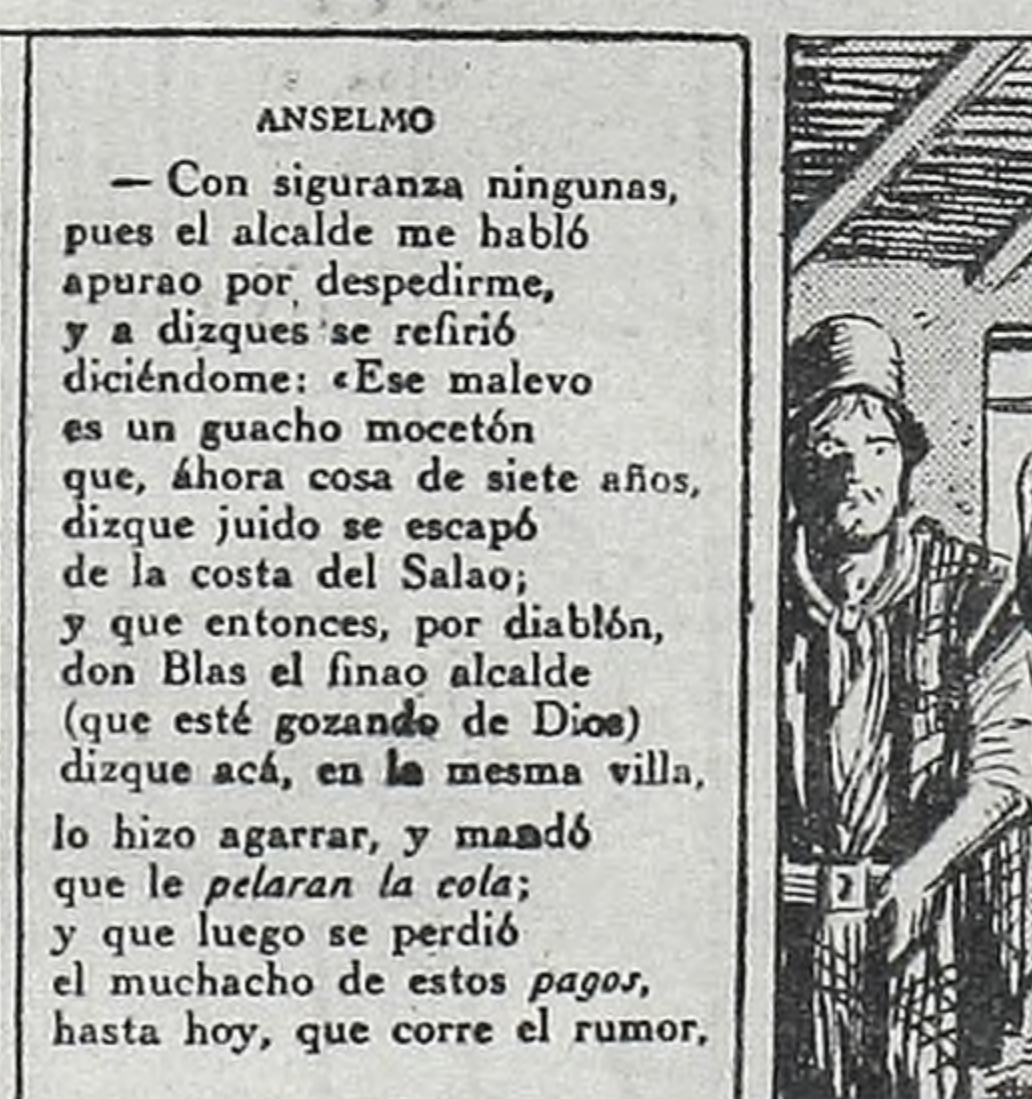 ANSELMO
— Con siguranza ningunas,
pues el alcalde me habló
apurao por despedirme,
y a dizques se refirió
diciéndome: «Ese malevo
es un guacho mocetón
que, áhora cosa de siete años,
dizque juido se escapó
de la costa del Salao;
y que entonces, por diablón,
don Blas el finao alcalde
(que esté gozando de Dios)
dizque acá, en la mesma villa,
lo hizo agarrar, y mandó
que le pelaran la cola;
y que luego se perdió
el muchacho de estos pagos,
hasta hoy, que corre el rumor,